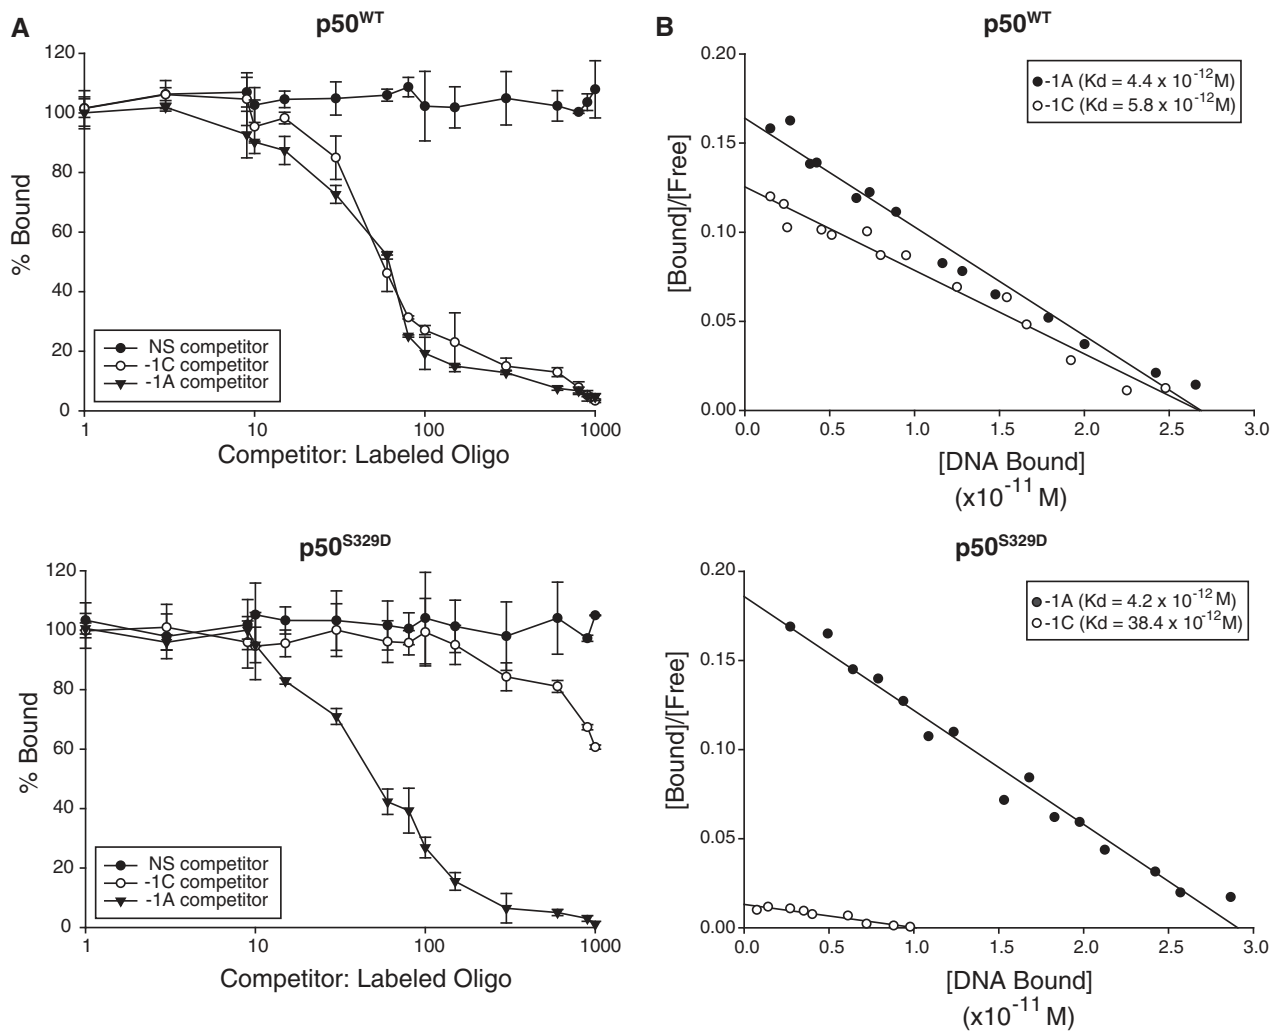 A
p50WT
120
100
80
60
40
20
0
% Bound
NS competitor
-1C competitor
-1A competitor
1
10
100
1000
Competitor: Labeled Oligo
B
p50WT
0.20
0.15
0.10
0.05
0.00
[Bound]/[Free]
-1A (Kd = 4.4 x 10-12M)
-1C (Kd = 5.8 x 10-12M)
0.0
0.5
1.0
1.5
2.0
2.5
3.0
[DNA Bound]
(x10-11 M)
p50S329D
120
100
80
60
40
20
0
% Bound
NS competitor
-1C competitor
-1A competitor
1
10
100
1000
Competitor: Labeled Oligo
p50S329D
0.20
0.15
0.10
0.05
0.00
[Bound]/[Free]
-1A (Kd = 4.2 x 10-12M)
-1C (Kd = 38.4 x 10-12M)
0.0
0.5
1.0
1.5
2.0
2.5
3.0
[DNA Bound]
(x10-11 M)